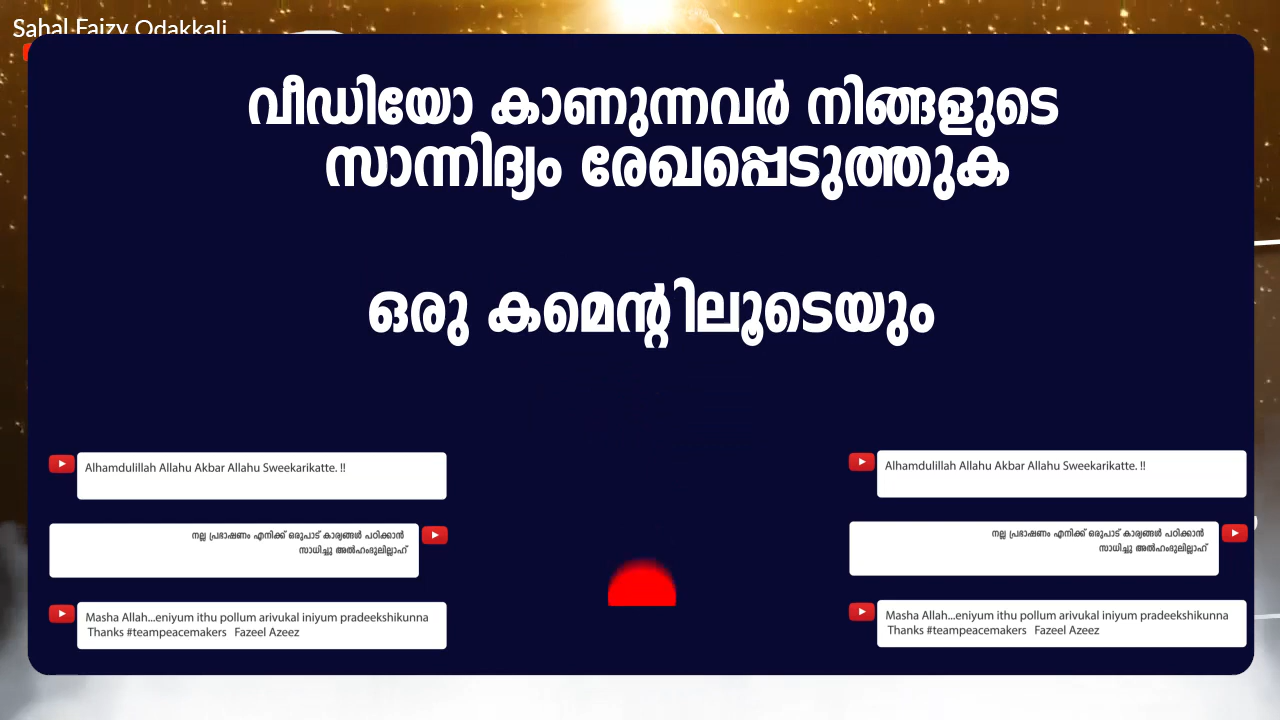 Sahal Faizy Odakkali
വീഡിയോ കാണുന്നവർ നിങ്ങളുടെ
സാന്നിദ്യം രേഖപ്പെടുത്തുക
ഒരു കമെന്റിലൂടെയും
Alhamdulillah Allahu Akbar Allahu Sweekarikatte. !!
നല്ല പ്രഭാഷണം എനിക്ക് ഒരുപാട് കാര്യങ്ങൾ പഠിക്കാൻ
സാധിച്ചു അൽഹംദുലില്ലാഹ്
Masha Allah...eniyum ithu pollum arivukal iniyum pradeekshikunna
Thanks #teampeacemakers Fazeel Azeez
Alhamdulillah Allahu Akbar Allahu Sweekarikatte. !!
നല്ല പ്രഭാഷണം എനിക്ക് ഒരുപാട് കാര്യങ്ങൾ പഠിക്കാൻ
സാധിച്ചു അൽഹംദുലില്ലാഹ്
Masha Allah...eniyum ithu pollum arivukal iniyum pradeekshikunna
Thanks #teampeacemakers Fazeel Azeez